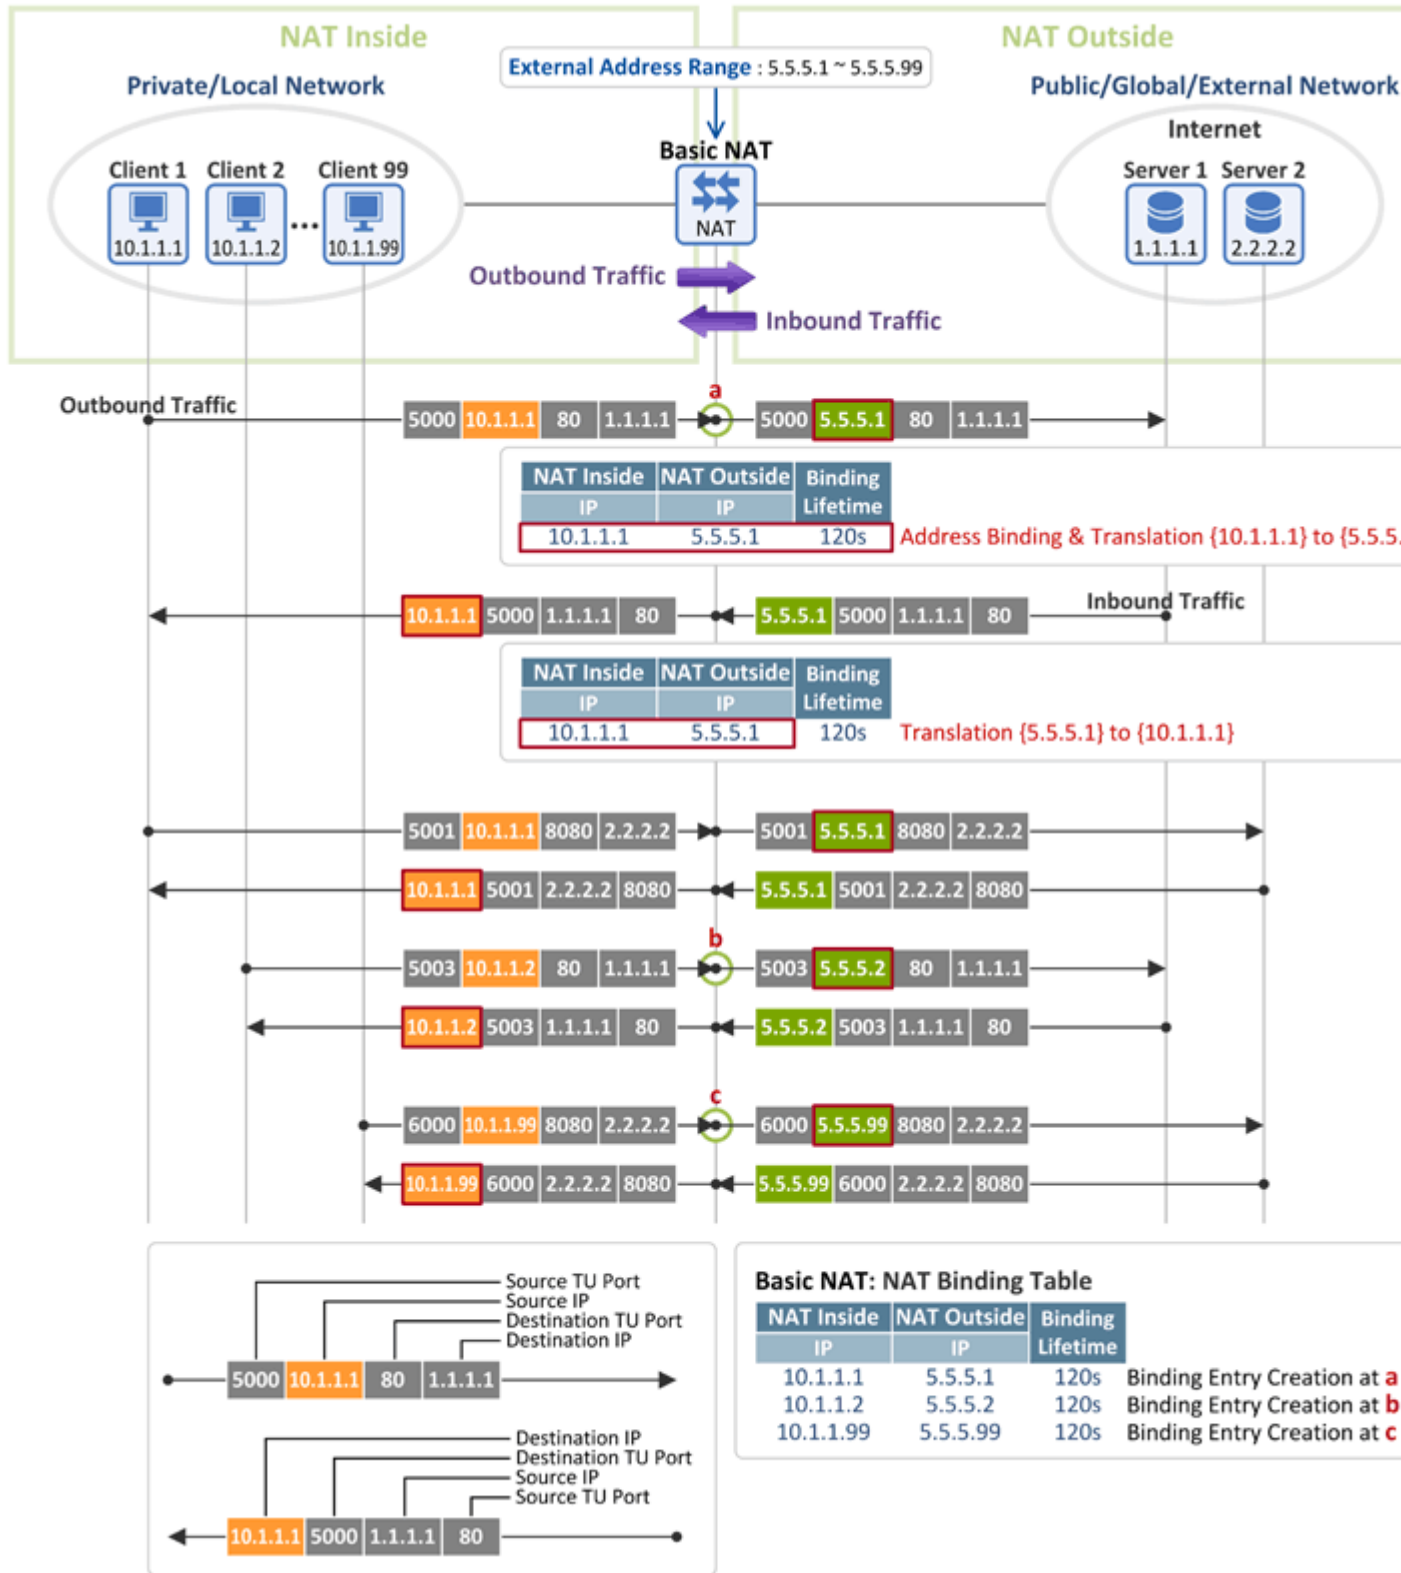 NAT Inside
NAT Outside
External Address Range : 5.5.5.1 ~ 5.5.5.99
Private/Local Network
Public/Global/External Network
Internet
Basic NAT
Client 1 Client 2 Client 99
Server 1 Server 2
10.1.1.1 10.1.1.2 ... 10.1.1.99
NAT
1.1.1.1 2.2.2.2
Outbound Traffic
Inbound Traffic
a
Outbound Traffic
5000 10.1.1.1 80 1.1.1.1 5000 5.5.5.1 80 1.1.1.1
NAT Inside NAT Outside Binding
IP IP Lifetime
10.1.1.1 5.5.5.1 120s Address Binding & Translation {10.1.1.1} to {5.5.5.
Inbound Traffic
10.1.1.1 5000 1.1.1.1 80 5.5.5.1 5000 1.1.1.1 80
NAT Inside NAT Outside Binding
IP IP Lifetime
10.1.1.1 5.5.5.1 120s Translation {5.5.5.1} to {10.1.1.1}
5001 10.1.1.1 8080 2.2.2.2 5001 5.5.5.1 8080 2.2.2.2
10.1.1.1 5001 2.2.2.2 8080 5.5.5.1 5001 2.2.2.2 8080
b
5003 10.1.1.2 80 1.1.1.1 5003 5.5.5.2 80 1.1.1.1
10.1.1.2 5003 1.1.1.1 80 5.5.5.2 5003 1.1.1.1 80
c
6000 10.1.1.99 8080 2.2.2.2 6000 5.5.5.99 8080 2.2.2.2
10.1.1.99 6000 2.2.2.2 8080 5.5.5.99 6000 2.2.2.2 8080
Source TU Port
Source IP
Destination TU Port
Destination IP
5000 10.1.1.1 80 1.1.1.1
Destination IP
Destination TU Port
Source IP
Source TU Port
10.1.1.1 5000 1.1.1.1 80
Basic NAT: NAT Binding Table
NAT Inside NAT Outside Binding
IP IP Lifetime
10.1.1.1 5.5.5.1 120s Binding Entry Creation at a
10.1.1.2 5.5.5.2 120s Binding Entry Creation at b
10.1.1.99 5.5.5.99 120s Binding Entry Creation at c